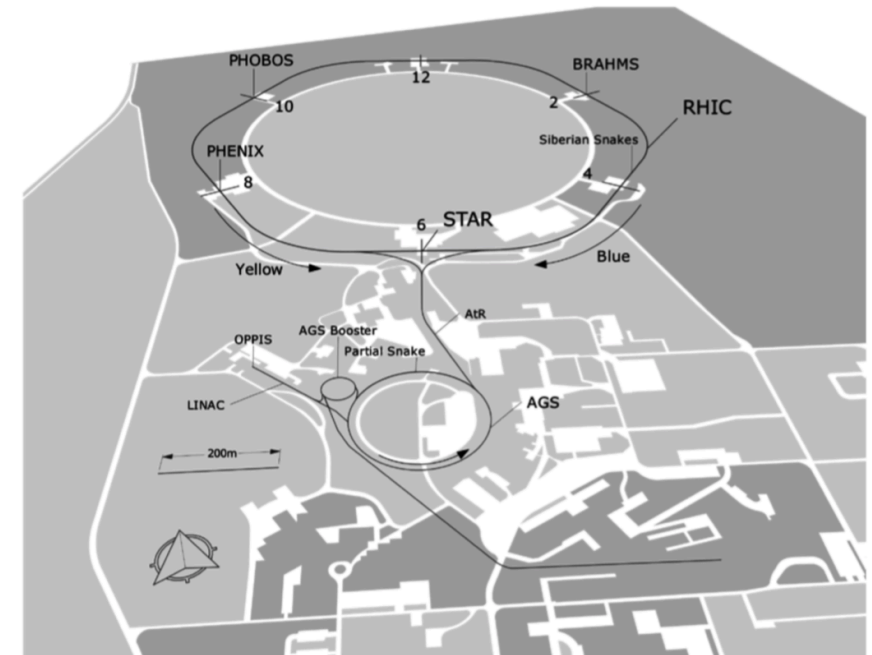 PHOBOS
12
BRAHMS
10
2
RHIC
Siberian Snakes
PHENIX
8
4
6
STAR
Yellow
Blue
AtR
AGS Booster
OPPIS
Partial Snake
LINAC
AGS
200m